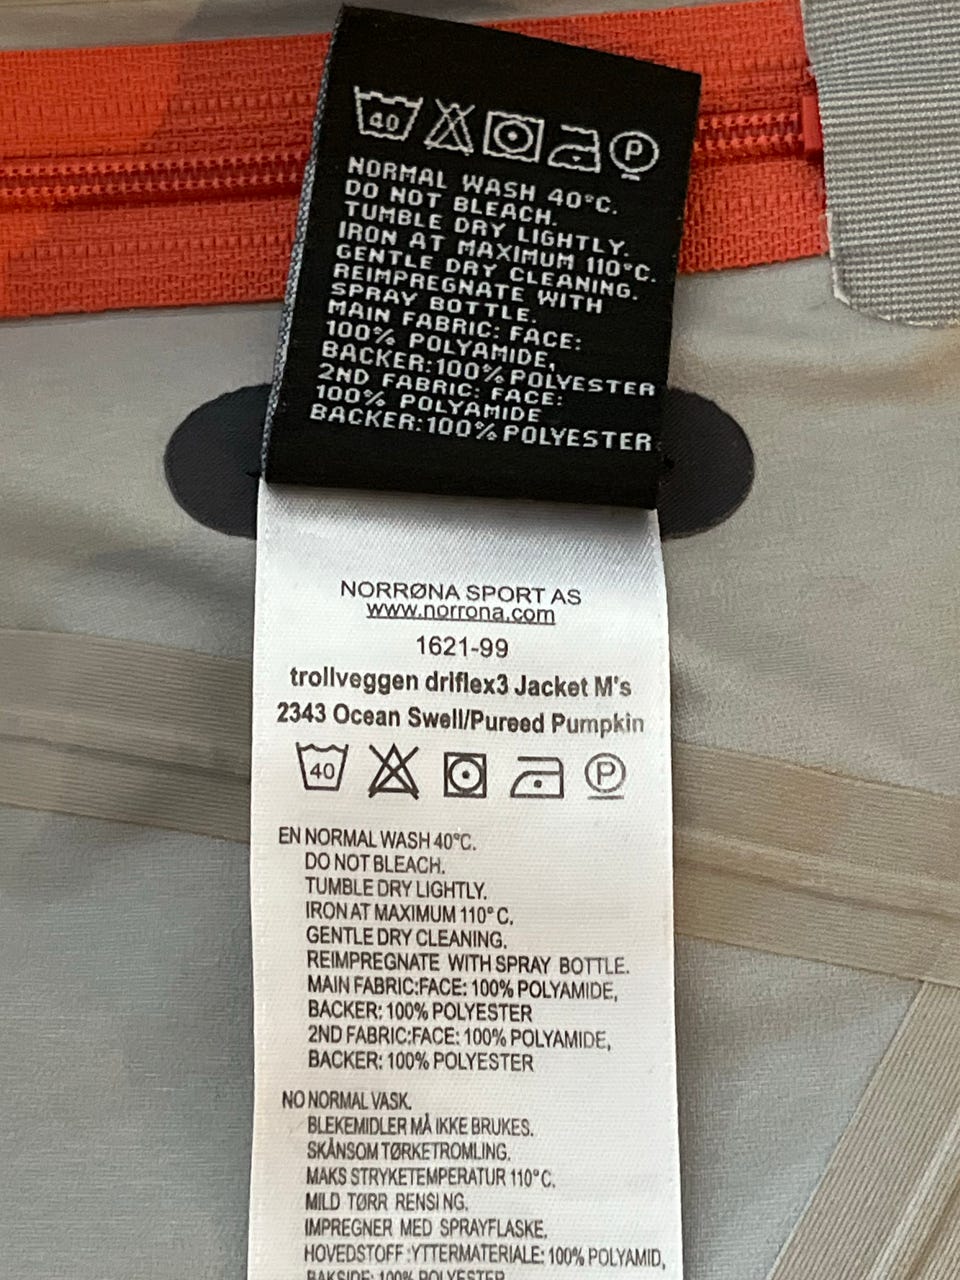 40 P
NORMAL WASH 40°C.
DO NOT BLEACH.
TUMBLE DRY LIGHTLY.
IRON AT MAXIMUM 110°C.
GENTLE DRY CLEANING.
REIMPREGNATE WITH
SPRAY BOTTLE.
MAIN FABRIC: FACE:
100% POLYAMIDE,
BACKER:100% POLYESTER
2ND FABRIC: FACE:
100% POLYAMIDE
BACKER:100% POLYESTER
NORRØNA SPORT AS
www.norrona.com
1621-99
trollveggen driflex3 Jacket M's
2343 Ocean Swell/Pureed Pumpkin
40 P
EN NORMAL WASH 40°C.
DO NOT BLEACH.
TUMBLE DRY LIGHTLY.
IRON AT MAXIMUM 110° C.
GENTLE DRY CLEANING.
REIMPREGNATE WITH SPRAY BOTTLE.
MAIN FABRIC:FACE: 100% POLYAMIDE,
BACKER: 100% POLYESTER
2ND FABRIC:FACE: 100% POLYAMIDE,
BACKER: 100% POLYESTER
NO NORMAL VASK.
BLEKEMIDLER MÅ IKKE BRUKES.
SKÅNSOM TØRKETROMLING.
MAKS STRYKETEMPERATUR 110° C.
MILD TØRR RENSING.
IMPREGNER MED SPRAYFLASKE.
HOVEDSTOFF :YTTERMATERIALE: 100% POLYAMID,
BAKSIDE: 100% POLYESTER